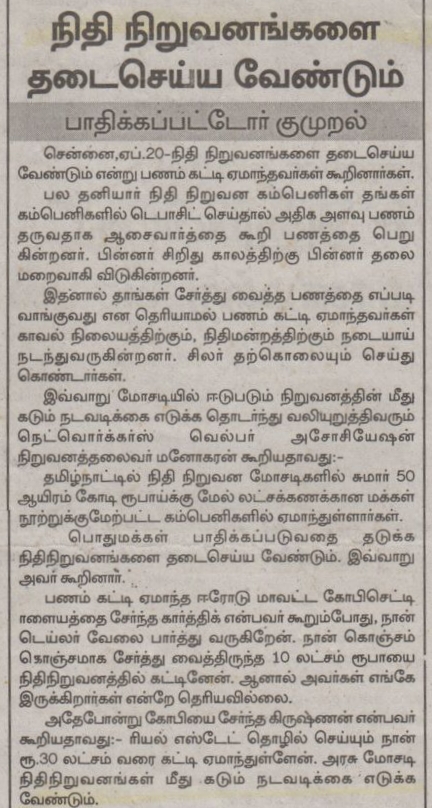 நிதி நிறுவனங்களை
தடைசெய்ய வேண்டும்
பாதிக்கப்பட்டோர் குமுறல்
சென்னை,ஏப்.20-நிதி நிறுவனங்களை தடைசெய்ய
வேண்டும் என்று பணம் கட்டி ஏமாந்தவர்கள் கூறினார்கள்.
பல தனியார் நிதி நிறுவன கம்பெனிகள் தங்கள்
கம்பெனிகளில் டெபாசிட் செய்தால் அதிக அளவு பணம்
தருவதாக ஆசைவார்த்தை கூறி பணத்தை பெறு
கின்றனர். பின்னர் சிறிது காலத்திற்கு பின்னர் தலை
மறைவாகி விடுகின்றனர்.
இதனால் தாங்கள் சேர்த்து வைத்த பணத்தை எப்படி
வாங்குவது என தெரியாமல் பணம் கட்டி ஏமாந்தவர்கள்
காவல் நிலையத்திற்கும், நிதிமன்றத்திற்கும் நடையாய்
நடந்துவருகின்றனர். சிலர் தற்கொலையும் செய்து
கொண்டார்கள்.
இவ்வாறு மோசடியில் ஈடுபடும் நிறுவனத்தின் மீது
கடும் நடவடிக்கை எடுக்க தொடர்ந்து வலியுறுத்திவரும்
நெட்வொர்க்கர்ஸ் வெல்பர் அசோசியேஷன்
நிறுவனத்தலைவர் மனோகரன் கூறியதாவது:-
தமிழ்நாட்டில் நிதி நிறுவன மோசடிகளில் சுமார் 50
ஆயிரம் கோடி ரூபாய்க்கு மேல் லட்சக்கணக்கான மக்கள்
நூற்றுக்குமேற்பட்ட கம்பெனிகளில் ஏமாந்துள்ளார்கள்.
பொதுமக்கள் பாதிக்கப்படுவதை தடுக்க
நிதிநிறுவனங்களை தடைசெய்ய வேண்டும். இவ்வாறு
அவர் கூறினார்.
பணம் கட்டி ஏமாந்த ஈரோடு மாவட்ட கோபிசெட்டி
ாளையத்தை சேர்ந்த கார்த்திக் என்பவர் கூறும்போது, நான்
டெய்லர் வேலை பார்த்து வருகிறேன். நான் கொஞ்சம்
கொஞ்சமாக சேர்த்து வைத்திருந்த 10 லட்சம் ரூபாயை
நிதிநிறுவனத்தில் கட்டினேன். ஆனால் அவர்கள் எங்கே
இருக்கிறார்கள் என்றே தெரியவில்லை.
அதேபோன்று கோபியை சேர்ந்த கிருஷ்ணன் என்பவர்
கூறியதாவது:- ரியல் எஸ்டேட் தொழில் செய்யும் நான்
ரூ.30 லட்சம் வரை கட்டி ஏமாந்துள்ளேன். அரசு மோசடி
நிதிநிறுவனங்கள் மீது கடும் நடவடிக்கை எடுக்க
வேண்டும்.